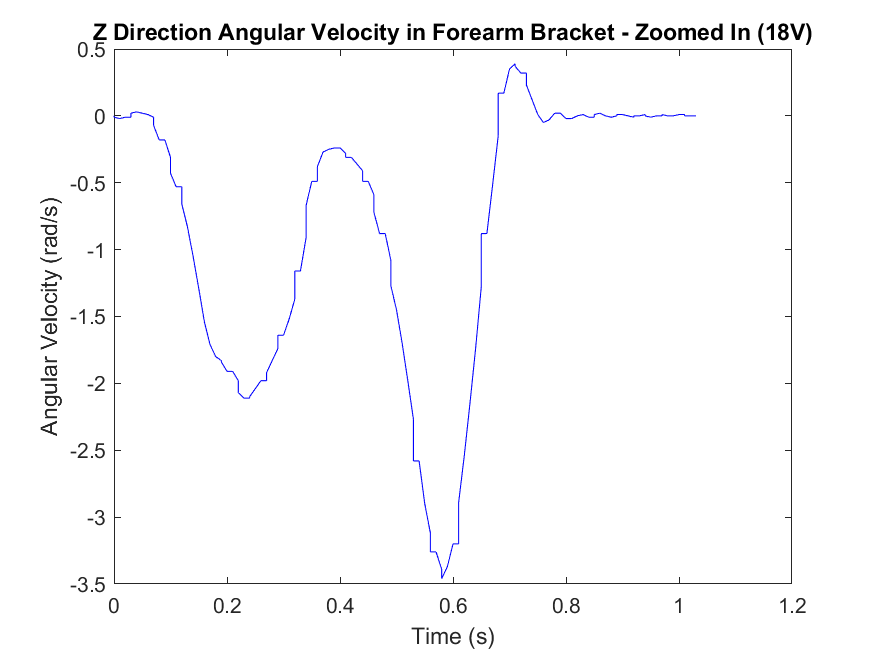 Z Direction Angular Velocity in Forearm Bracket - Zoomed In (18V)
0.5
0
-0.5
-1
-1.5
-2
-2.5
-3
-3.5
Angular Velocity (rad/s)
0 0.2 0.4 0.6 0.8 1 1.2
Time (s)